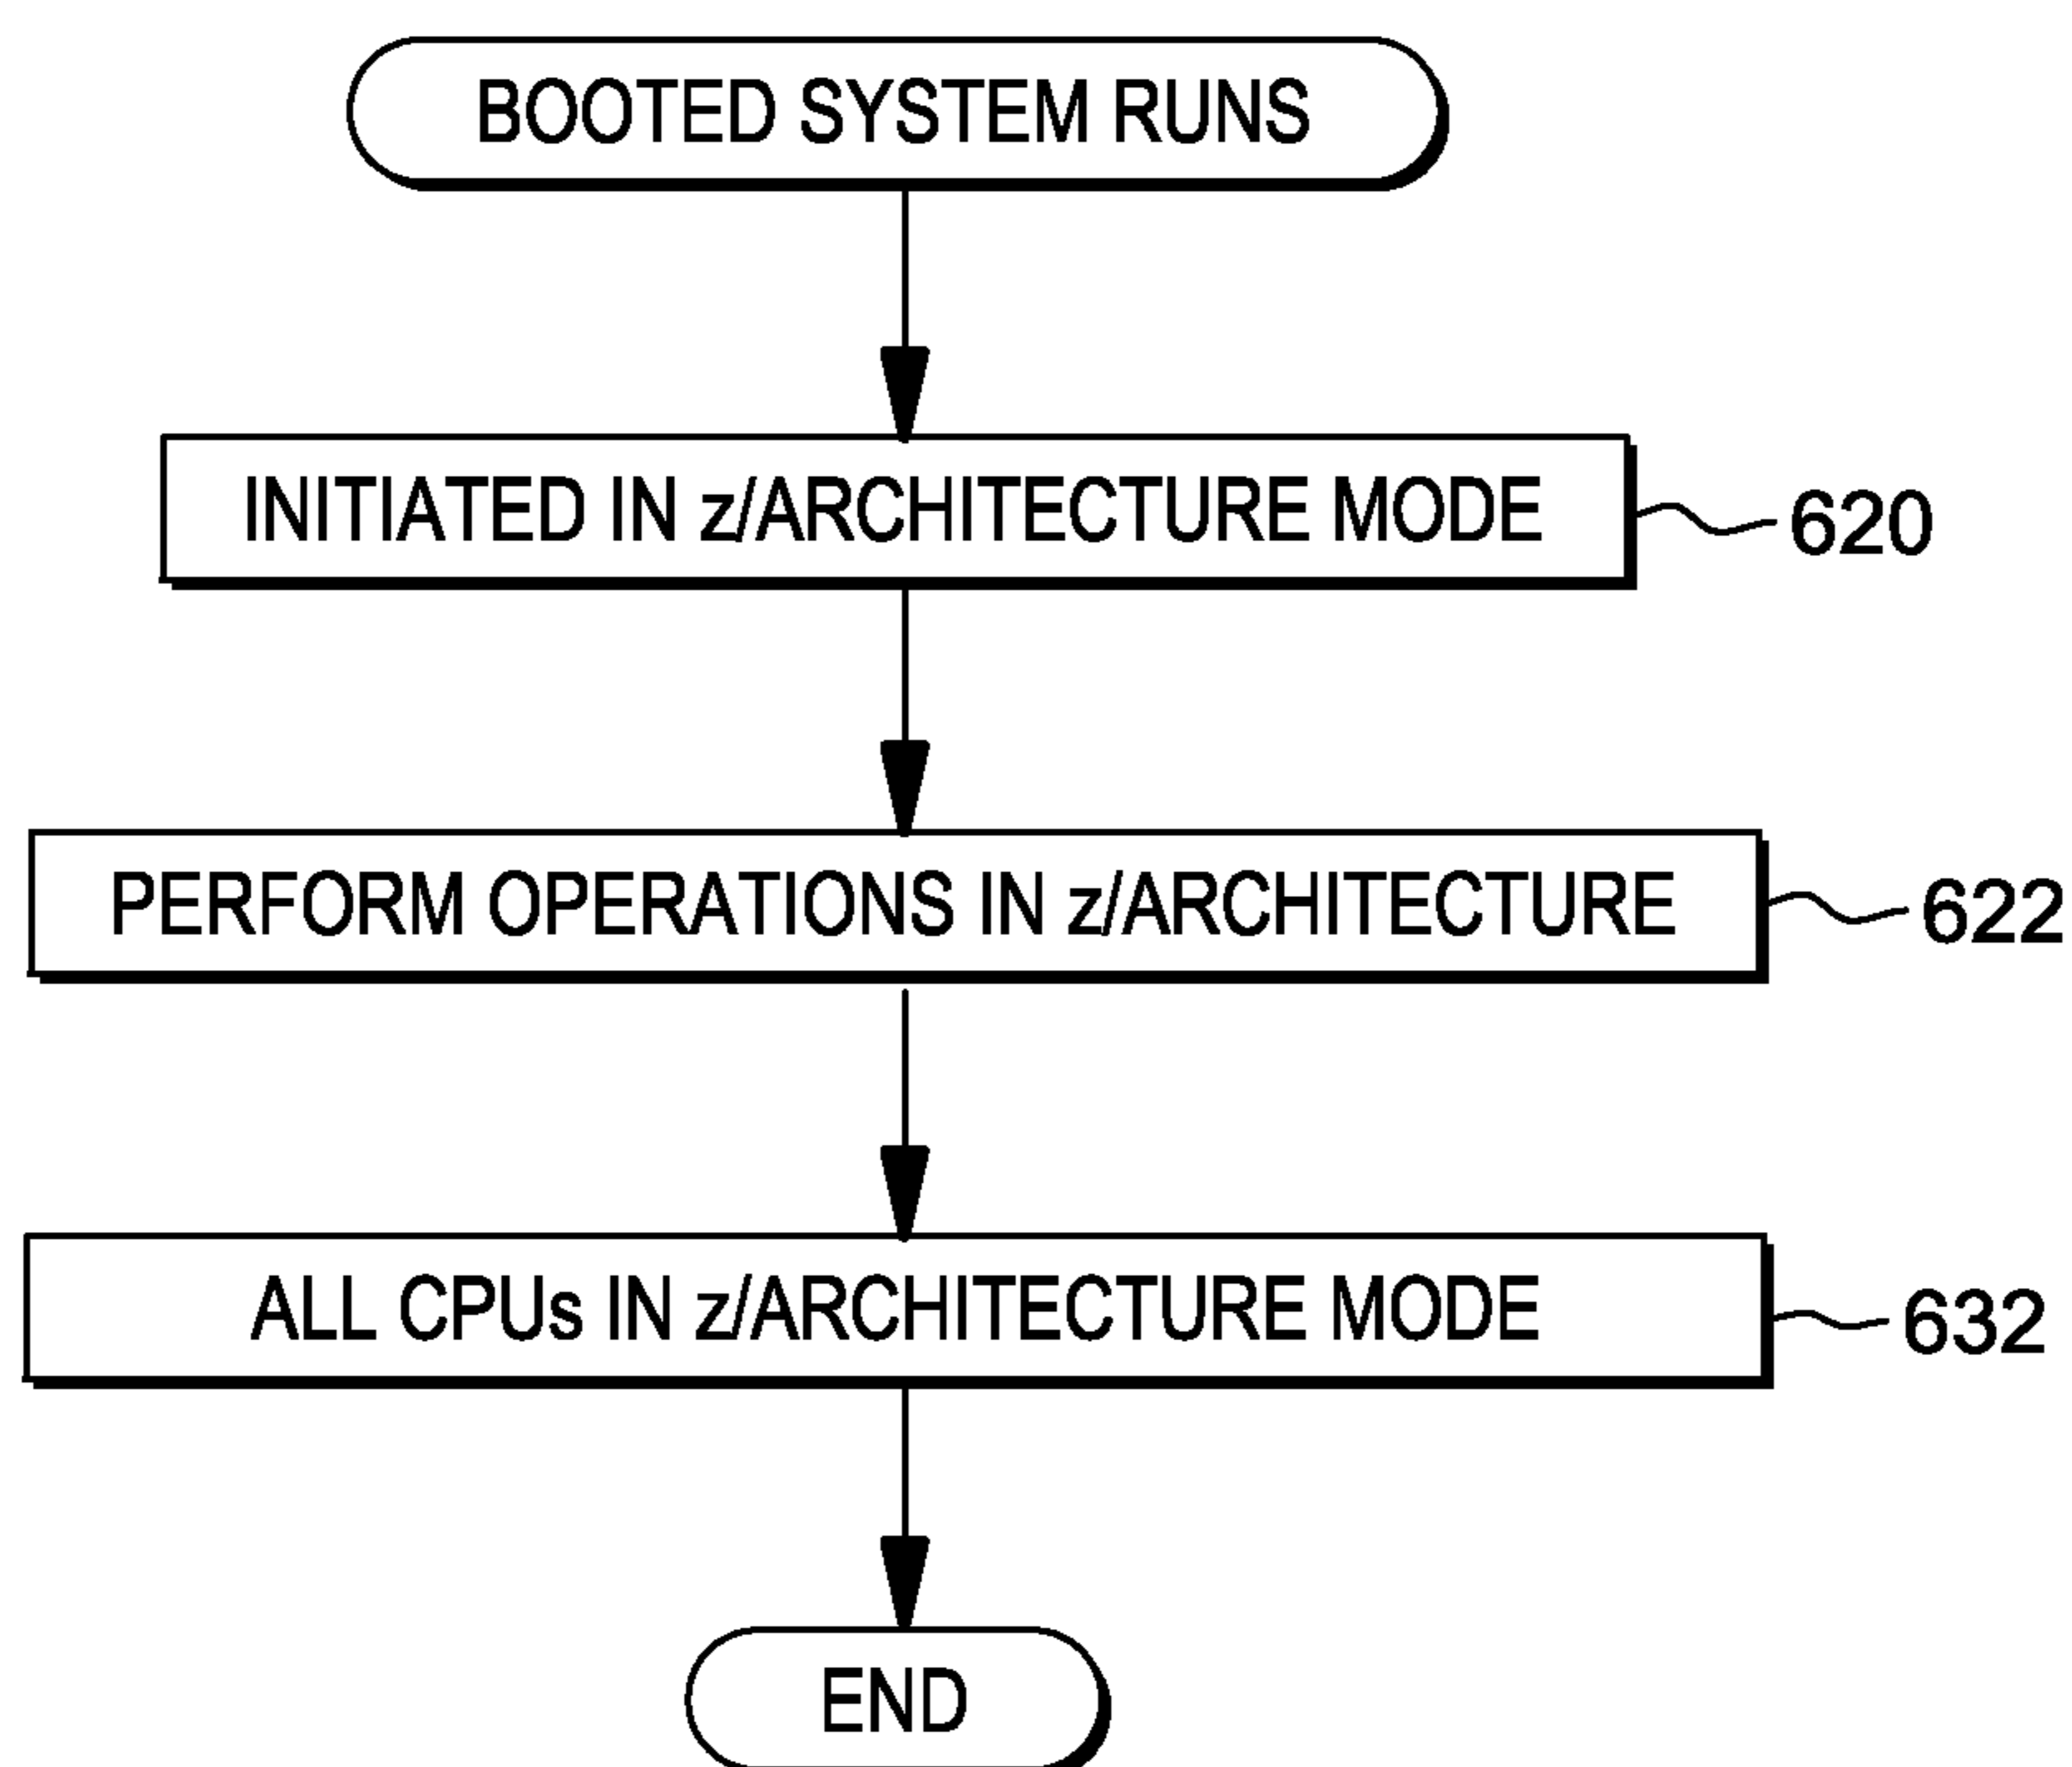 BOOTED SYSTEM RUNS
INITIATED IN z/ARCHITECTURE MODE
620
PERFORM OPERATIONS IN z/ARCHITECTURE
622
ALL CPUs IN z/ARCHITECTURE MODE
632
END